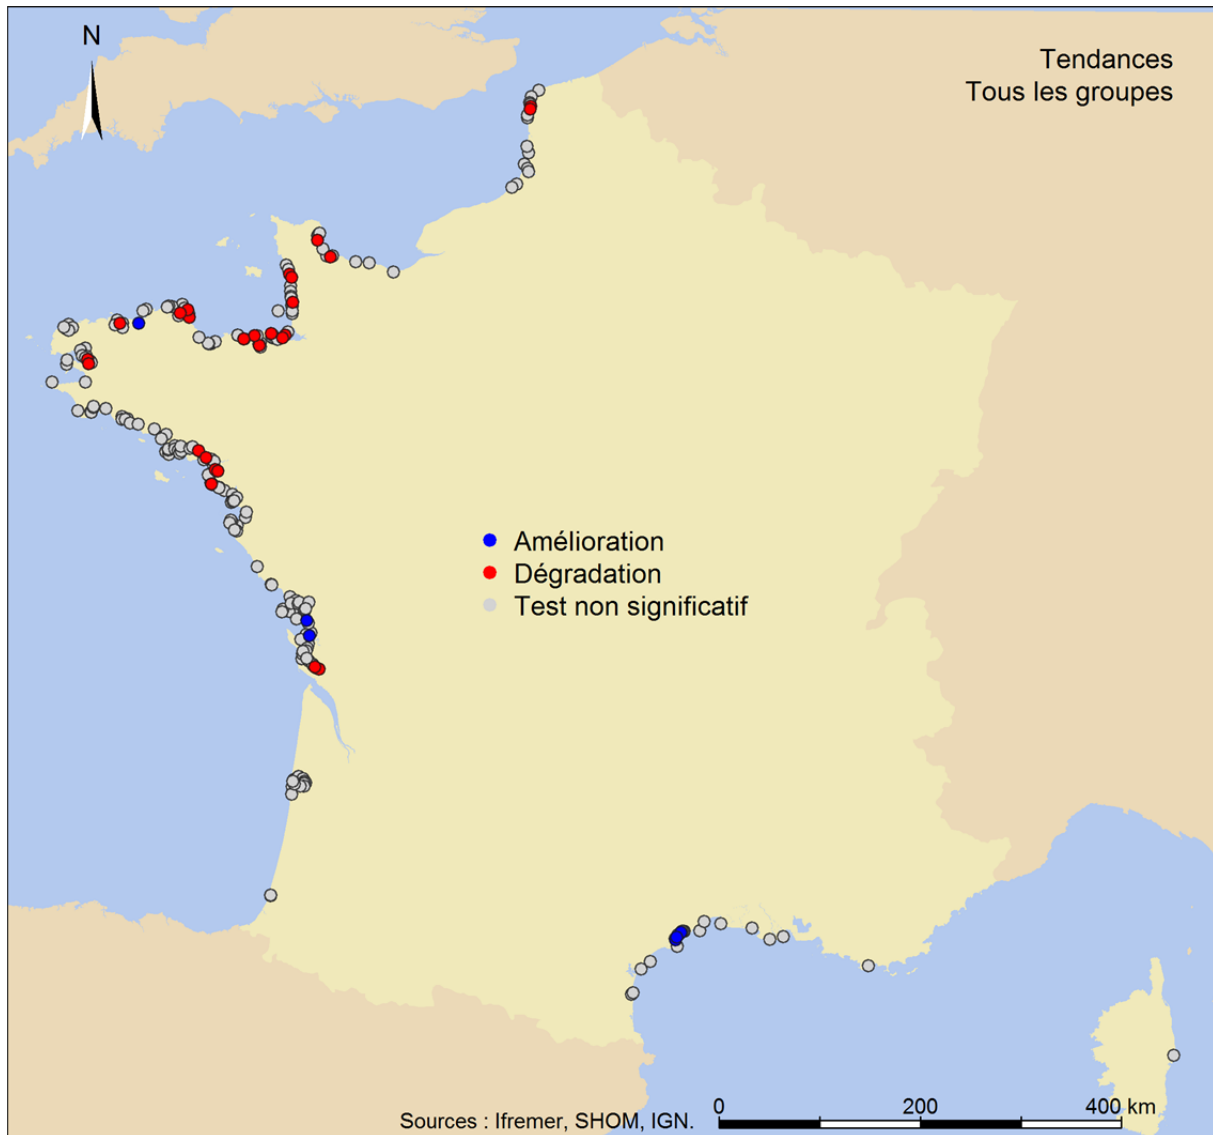 N
Tendances
Tous les groupes
Amélioration
Dégradation
Test non significatif
0 200 400 km
Sources : Ifremer, SHOM, IGN.